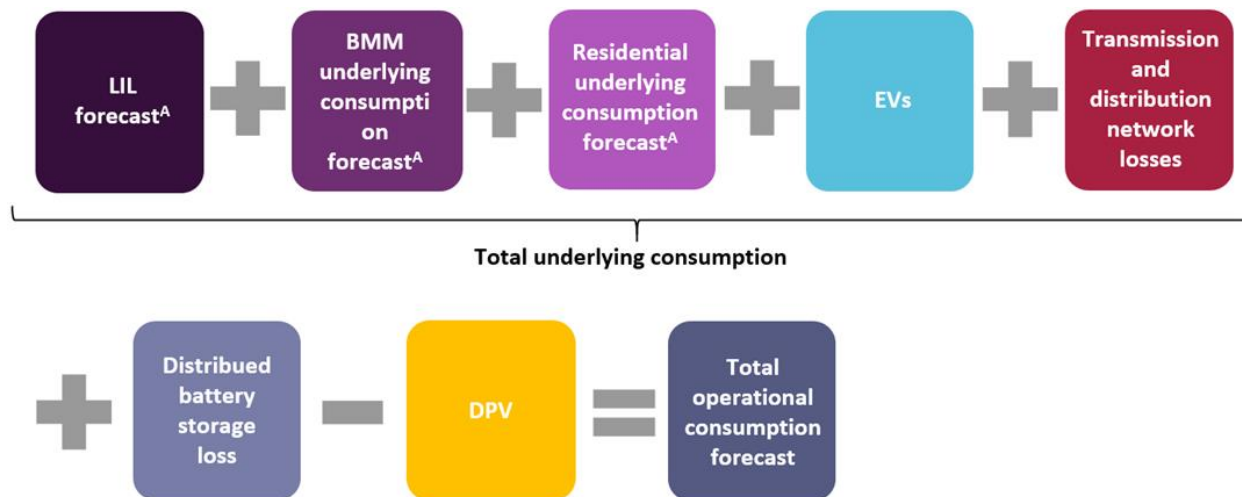 LIL
forecastᴬ
BMM
underlying
consumpti
on
forecastᴬ
Residential
underlying
consumption
forecastᴬ
EVs
Transmission
and
distribution
network
losses
Total underlying consumption
Distribued
battery
storage
loss
DPV
Total
operational
consumption
forecast